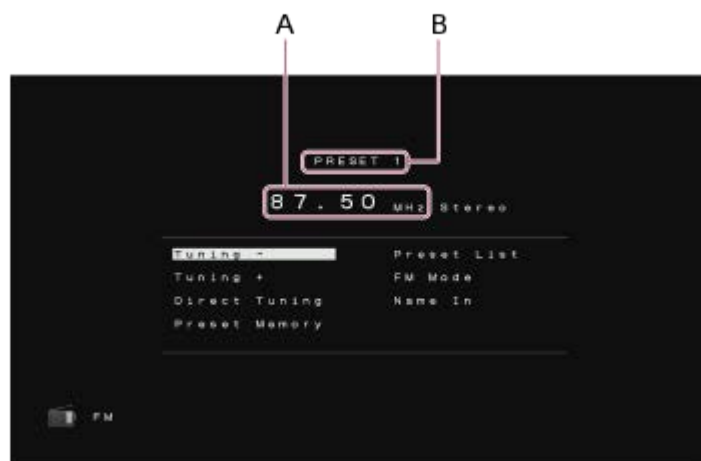 A B
PRESET 1
87.50 MHz Stereo
Tuning - Preset List
Tuning + FM Mode
Direct Tuning Name In
Preset Memory
FM